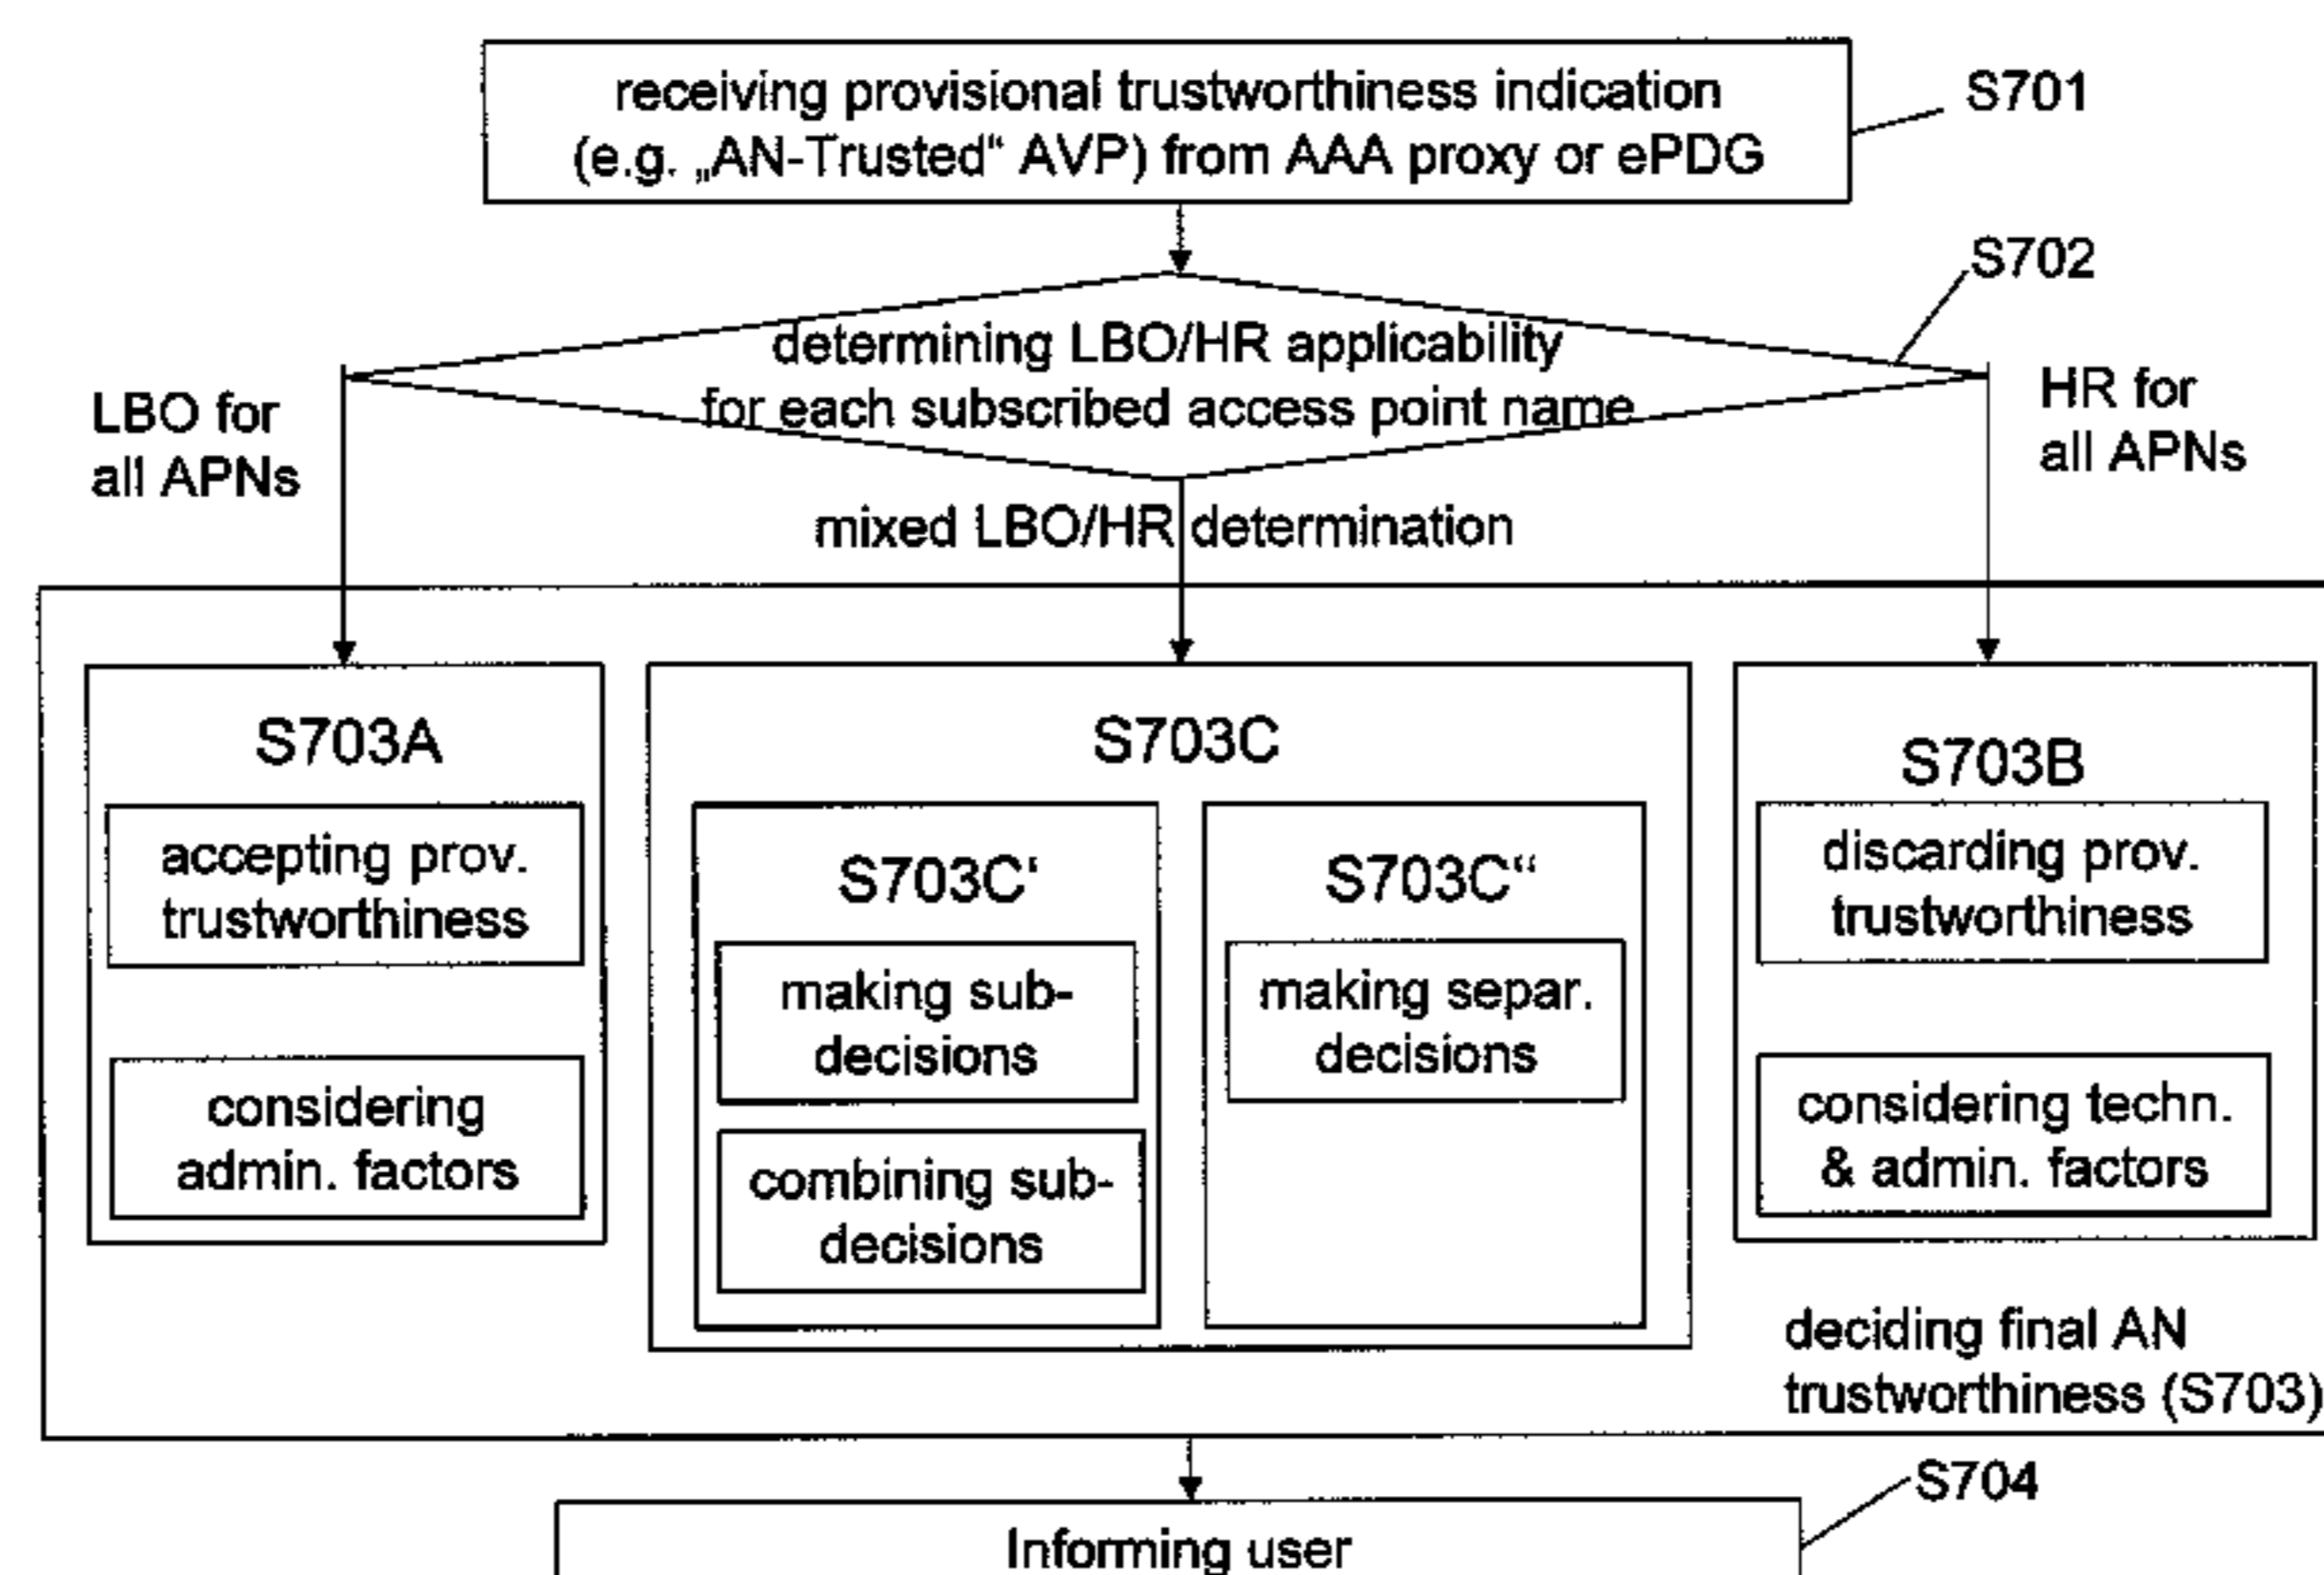 receiving provisional trustworthiness indication
(e.g. „AN-Trusted“ AVP) from AAA proxy or ePDG
S701
S702
determining LBO/HR applicability
for each subscribed access point name
LBO for
all APNs
HR for
all APNs
mixed LBO/HR determination
S703A
accepting prov.
trustworthiness
considering
admin. factors
S703C
S703C‘
making sub-
decisions
combining sub-
decisions
S703C“
making separ.
decisions
S703B
discarding prov.
trustworthiness
considering techn.
& admin. factors
deciding final AN
trustworthiness (S703)
S704
Informing user